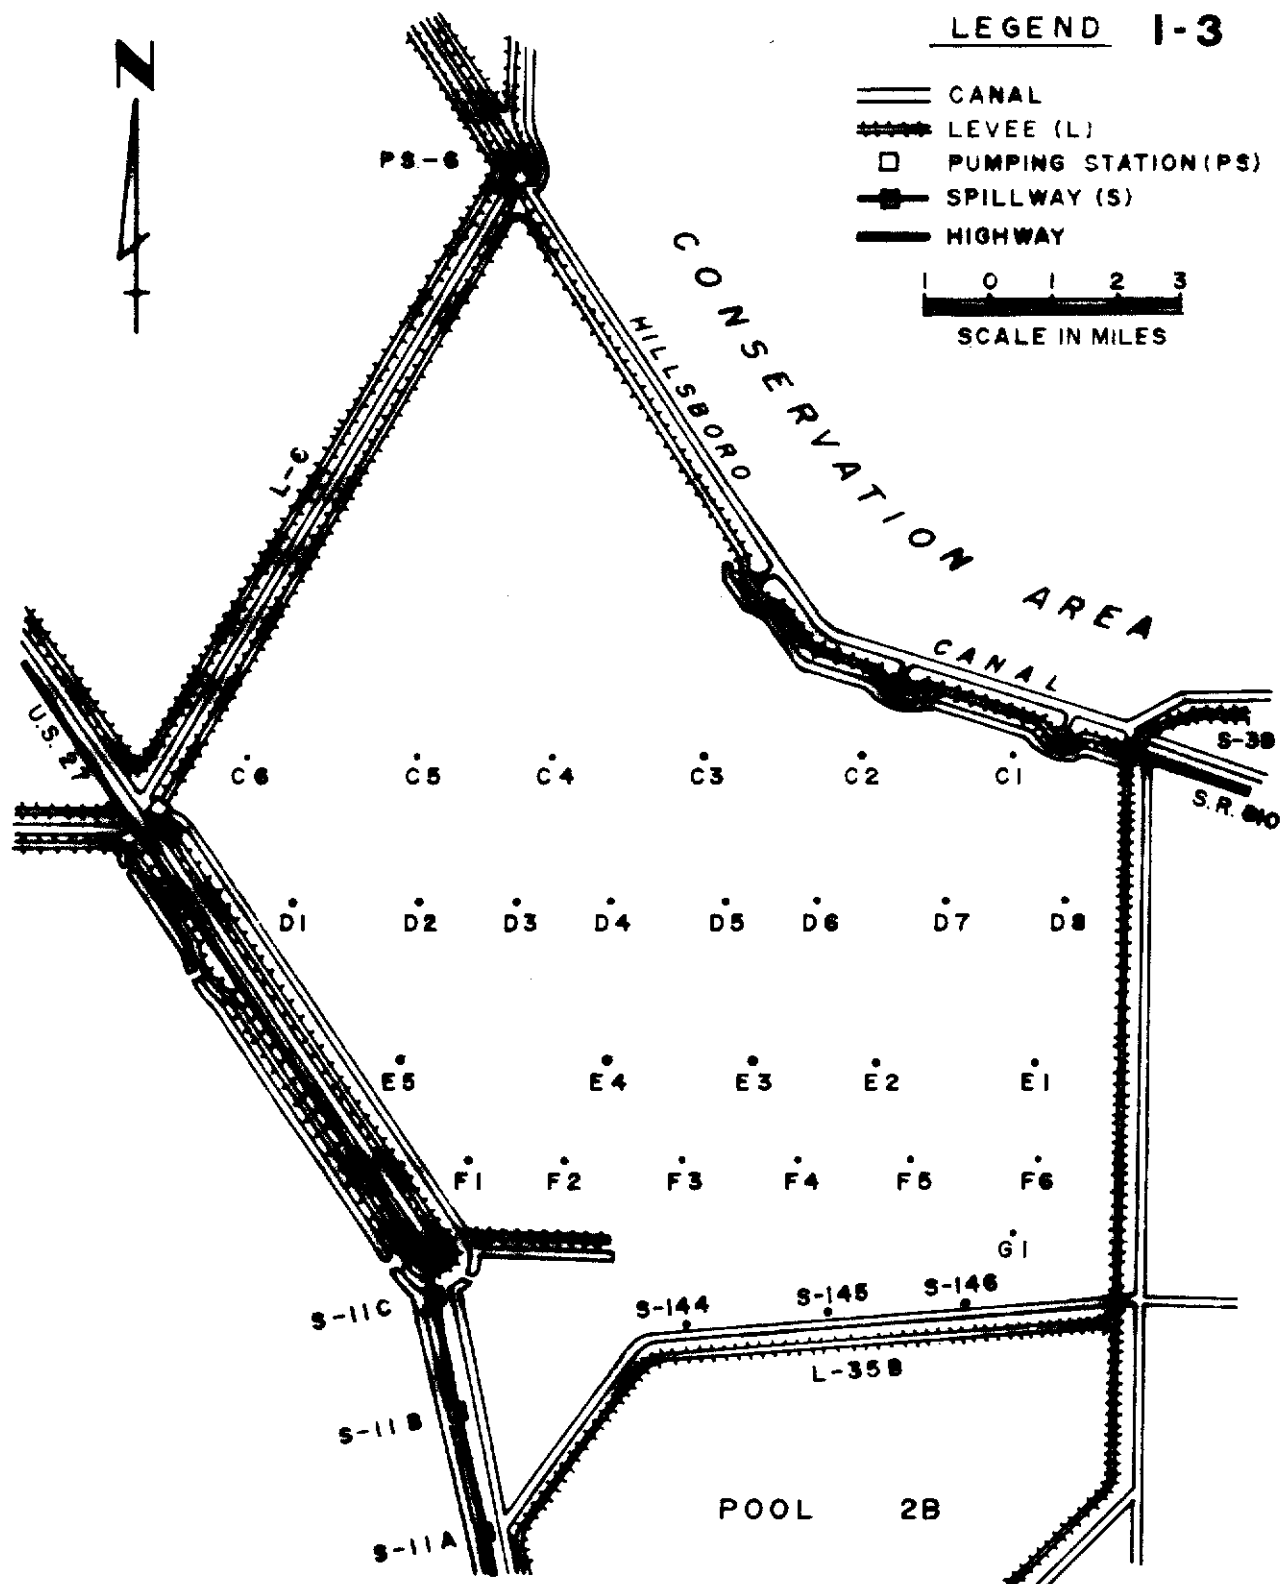 LEGEND 1-3
N
CANAL
LEVEE (L)
PUMPING STATION (PS)
SPILLWAY (S)
HIGHWAY
1 0 1 2 3
SCALE IN MILES
PS-6
CONSERVATION AREA
HILLSBORO CANAL
L-6
U.S. 27
S-39
S.R. 810
C6 C5 C4 C3 C2 C1
D1 D2 D3 D4 D5 D6 D7 D8
E5 E4 E3 E2 E1
F1 F2 F3 F4 F5 F6
G1
S-11C
S-144 S-145 S-146
L-35B
S-11B
POOL 2B
S-11A